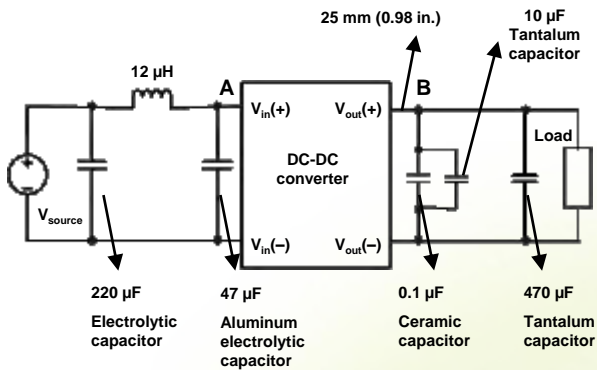 25 mm (0.98 in.)
10 µF
Tantalum
capacitor
12 µH
A
B
Vin(+)
Vout(+)
DC-DC
converter
Load
Vsource
Vin(–)
Vout(–)
220 µF
Electrolytic
capacitor
47 µF
Aluminum
electrolytic
capacitor
0.1 µF
Ceramic
capacitor
470 µF
Tantalum
capacitor